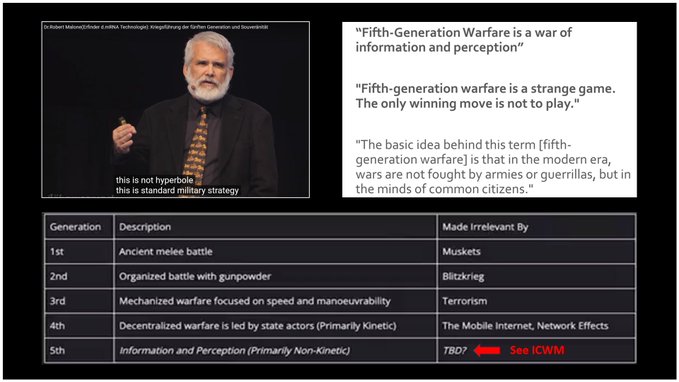 Dr.Robert Malone(Erfinder d.mRNA Technologie): Kriegsführung der fünften Generation und Souveränität
this is not hyperbole
this is standard military strategy
“Fifth-Generation Warfare is a war of
information and perception”
"Fifth-generation warfare is a strange game.
The only winning move is not to play."
"The basic idea behind this term [fifth-
generation warfare] is that in the modern era,
wars are not fought by armies or guerrillas, but in
the minds of common citizens."
Generation Description Made Irrelevant By
1st Ancient melee battle Muskets
2nd Organized battle with gunpowder Blitzkrieg
3rd Mechanized warfare focused on speed and manoeuvrability Terrorism
4th Decentralized warfare is led by state actors (Primarily Kinetic) The Mobile Internet, Network Effects
5th Information and Perception (Primarily Non-Kinetic) TBD? See ICWM